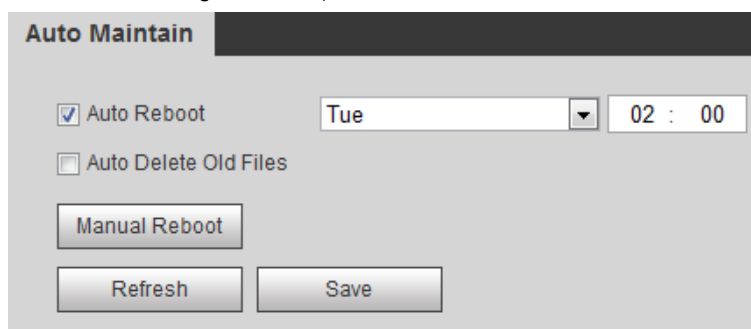 Auto Maintain
Auto Reboot Tue 02 : 00
Auto Delete Old Files
Manual Reboot
Refresh Save